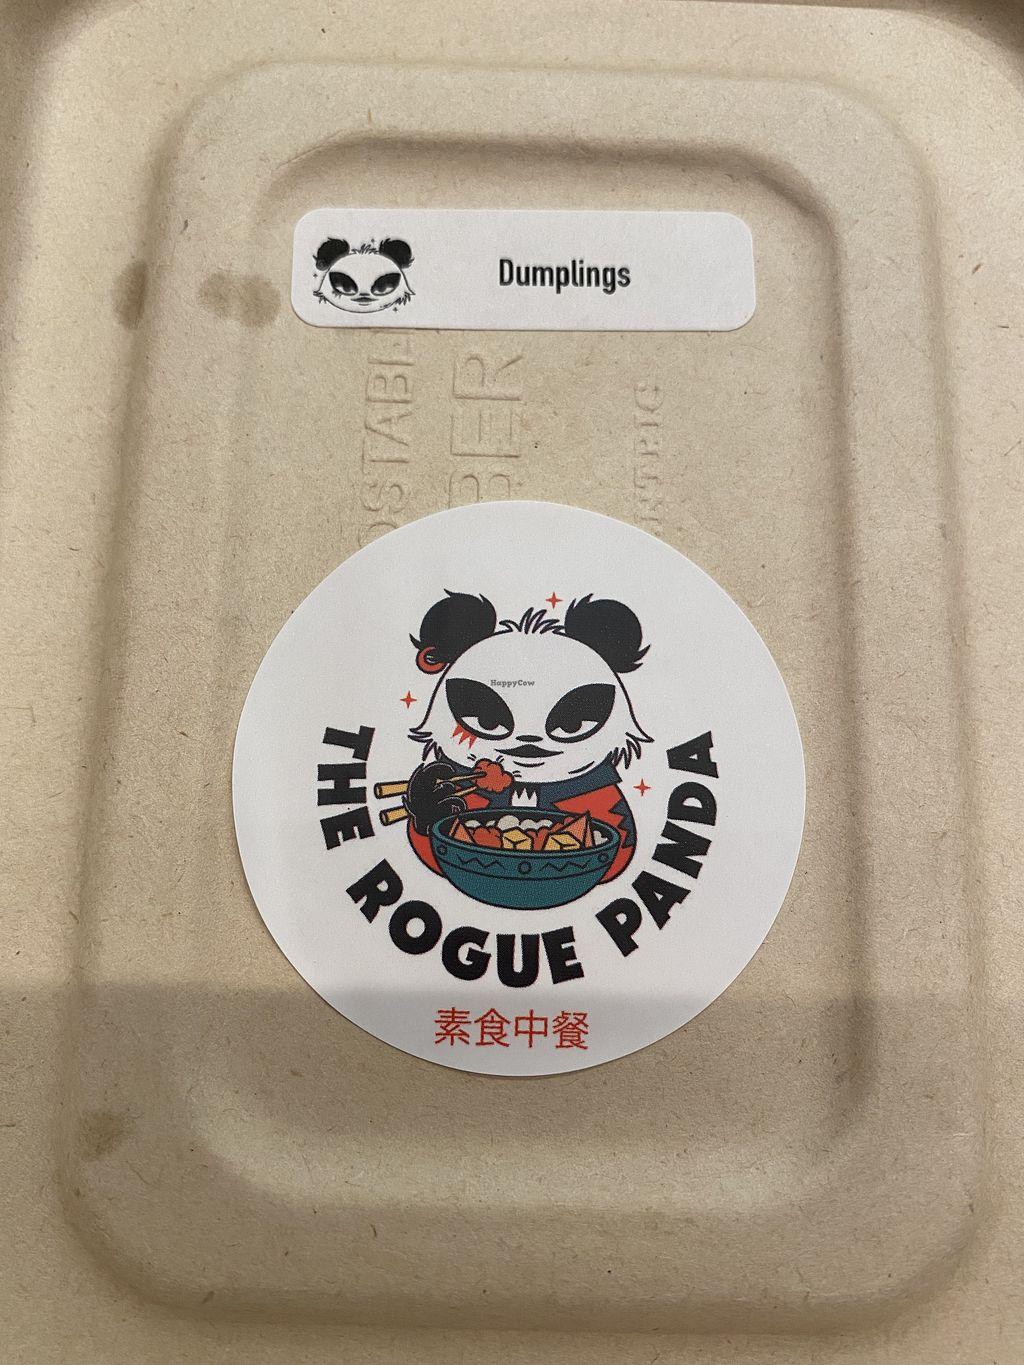 Dumplings
HappyCow
THE ROGUE PANDA
素食中餐